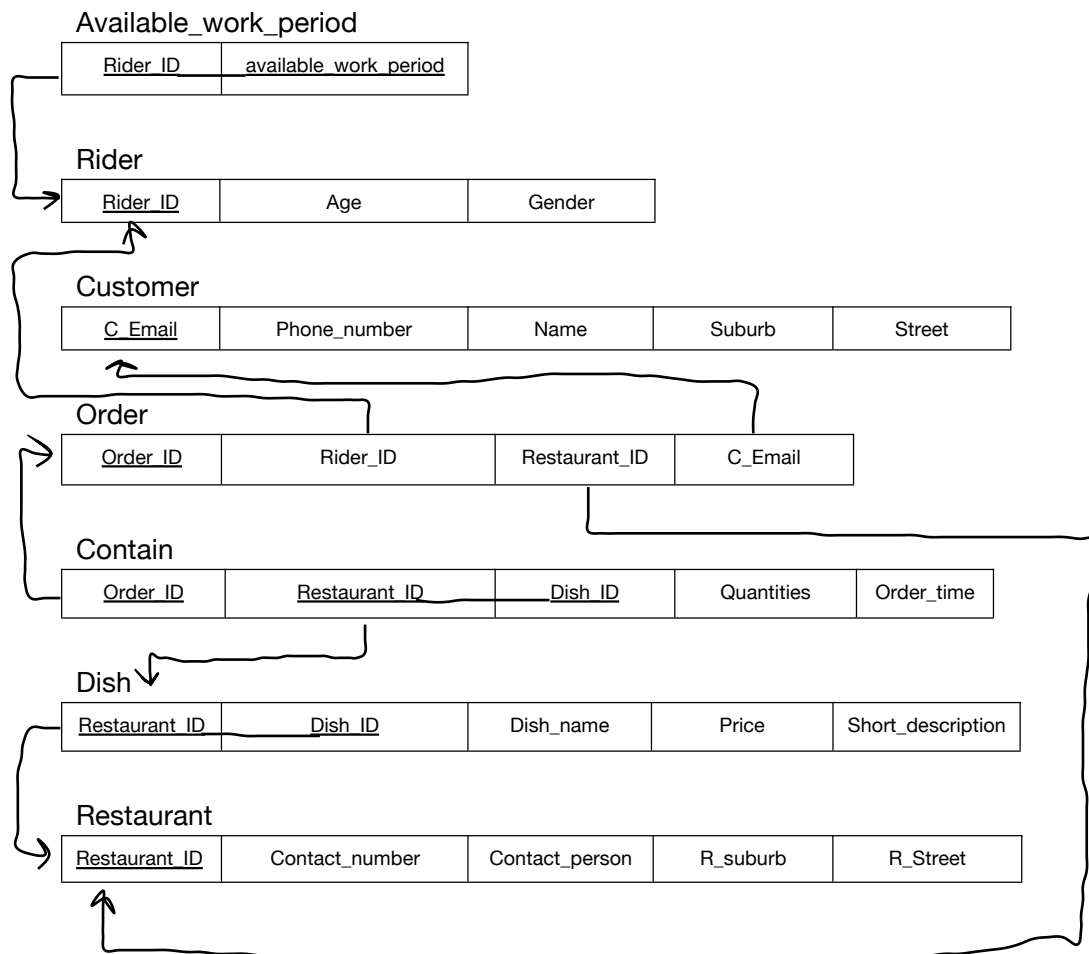 Available_work_period
Rider_ID available_work_period
Rider
Rider_ID Age Gender
Customer
C_Email Phone_number Name Suburb Street
Order
Order_ID Rider_ID Restaurant_ID C_Email
Contain
Order_ID Restaurant_ID Dish_ID Quantities Order_time
Dish
Restaurant_ID Dish_ID Dish_name Price Short_description
Restaurant
Restaurant_ID Contact_number Contact_person R_suburb R_Street